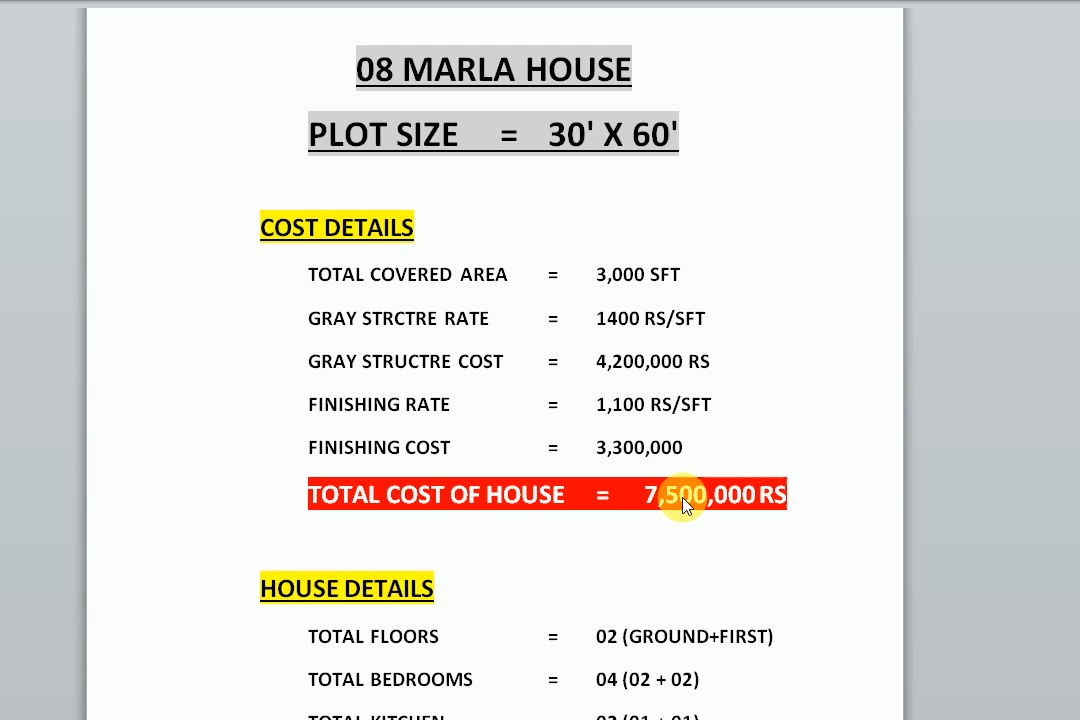 08 MARLA HOUSE
PLOT SIZE = 30' X 60'
COST DETAILS
TOTAL COVERED AREA = 3,000 SFT
GRAY STRCTRE RATE = 1400 RS/SFT
GRAY STRUCTRE COST = 4,200,000 RS
FINISHING RATE = 1,100 RS/SFT
FINISHING COST = 3,300,000
TOTAL COST OF HOUSE = 7,500,000 RS
HOUSE DETAILS
TOTAL FLOORS = 02 (GROUND+FIRST)
TOTAL BEDROOMS = 04 (02 + 02)
TOTAL KITCHEN